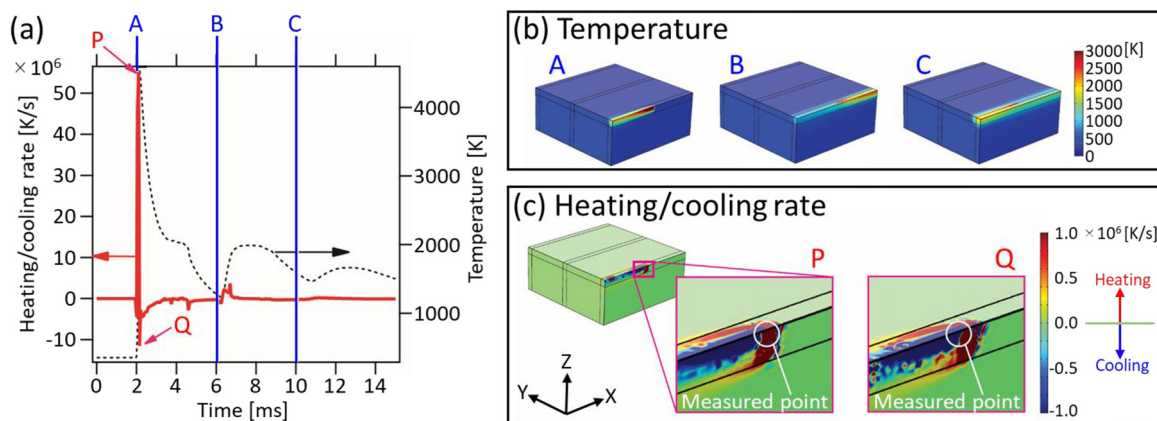 (a)
A
B
C
P
× 10⁶
50
40
30
20
10
0
-10
Heating/cooling rate [K/s]
Q
4000
3000
2000
1000
Temperature [K]
0
2
4
6
8
10
12
14
Time [ms]
(b) Temperature
A
B
C
3000 [K]
2500
2000
1500
1000
500
0
(c) Heating/cooling rate
P
Q
Measured point
Measured point
Z
Y
X
1.0 × 10⁶ [K/s]
0.5
0.0
-0.5
-1.0
Heating
Cooling